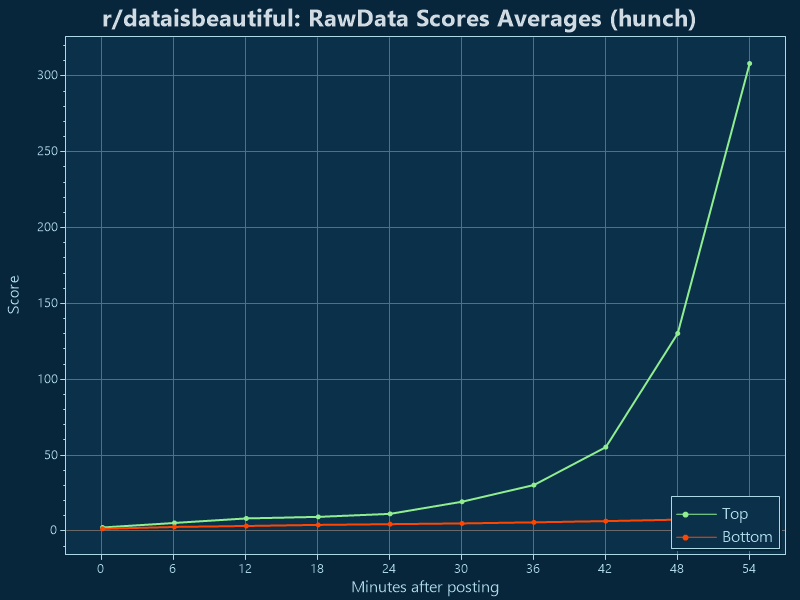 r/dataisbeautiful: RawData Scores Averages (hunch)
300
250
200
150
100
50
0
Score
Top
Bottom
0 6 12 18 24 30 36 42 48 54
Minutes after posting